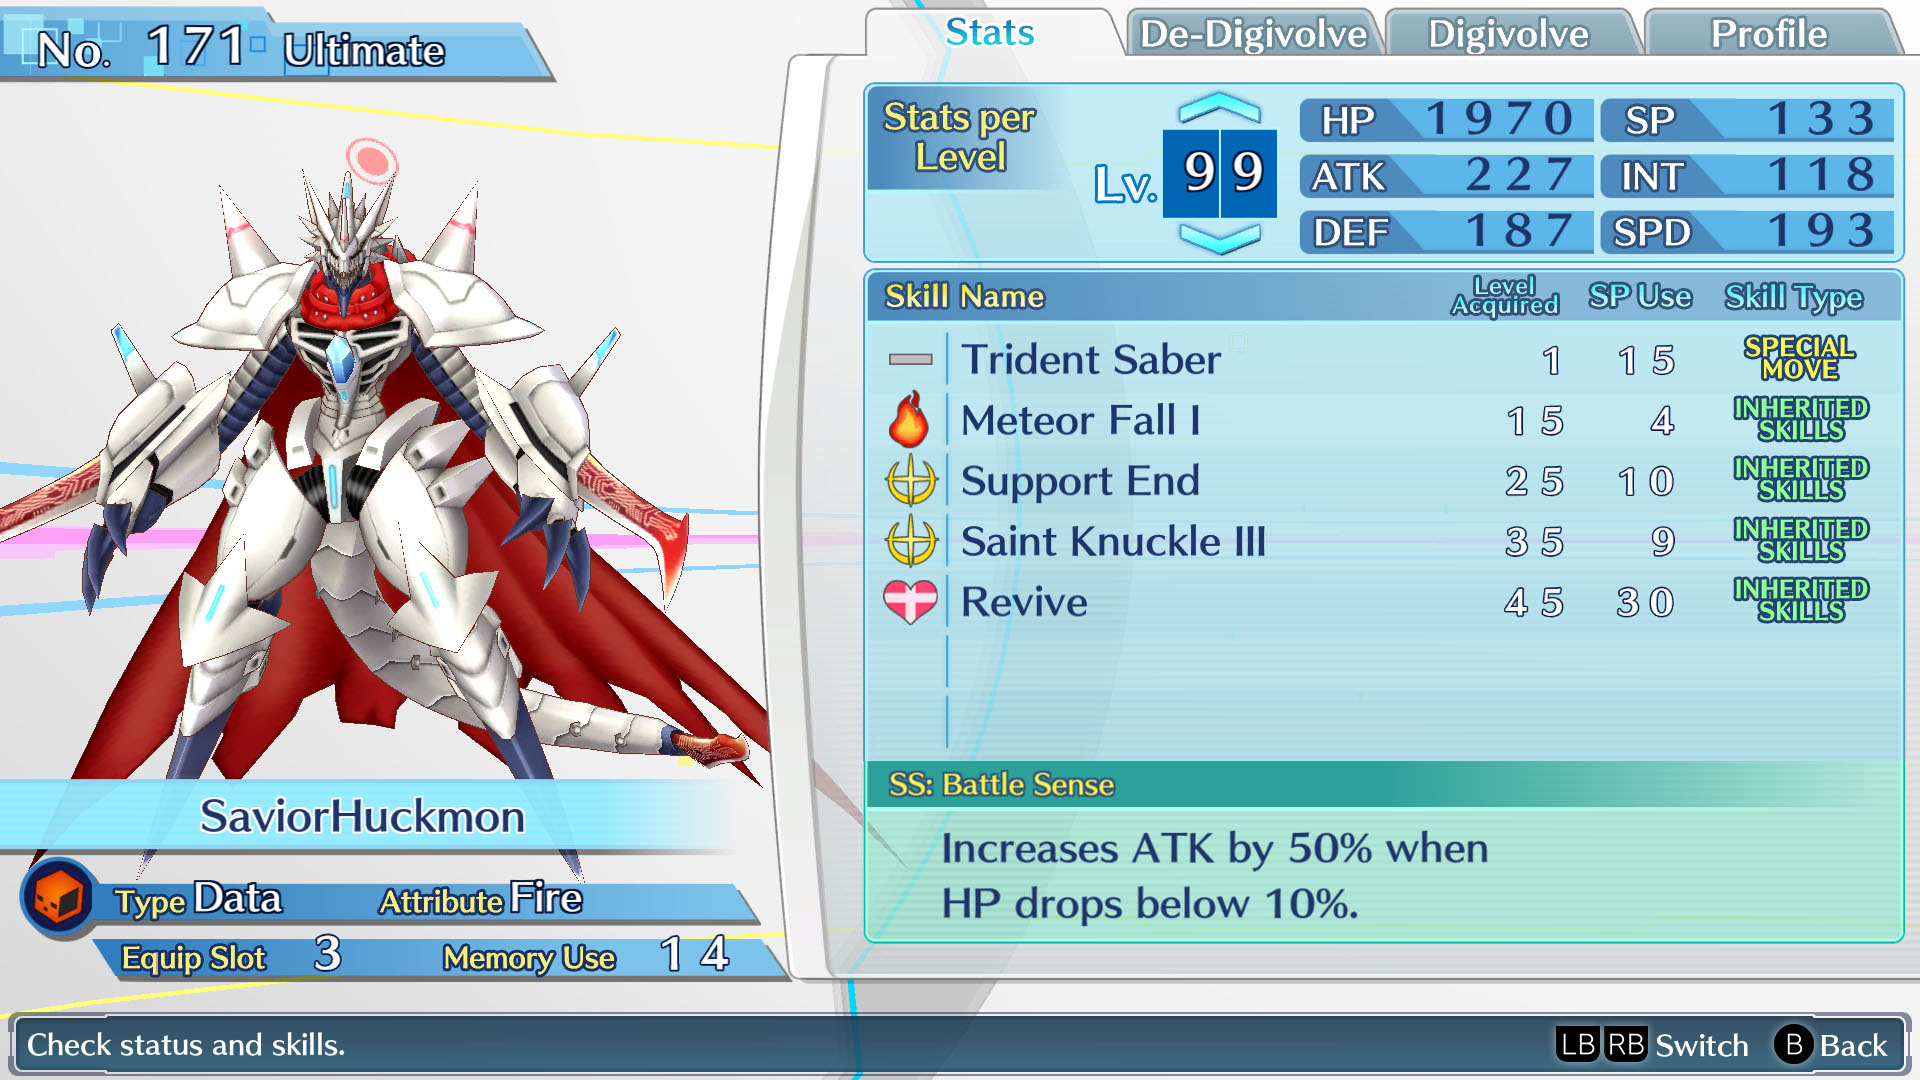 No. 171 Ultimate
Stats De-Digivolve Digivolve Profile
Stats per
Level
Lv. 99
HP 1970 SP 133
ATK 227 INT 118
DEF 187 SPD 193
Skill Name Level Acquired SP Use Skill Type
Trident Saber 1 15 SPECIAL MOVE
Meteor Fall I 15 4 INHERITED SKILLS
Support End 25 10 INHERITED SKILLS
Saint Knuckle III 35 9 INHERITED SKILLS
Revive 45 30 INHERITED SKILLS
SS: Battle Sense
Increases ATK by 50% when
HP drops below 10%.
SaviorHuckmon
Type Data Attribute Fire
Equip Slot 3 Memory Use 14
Check status and skills.
LB RB Switch B Back